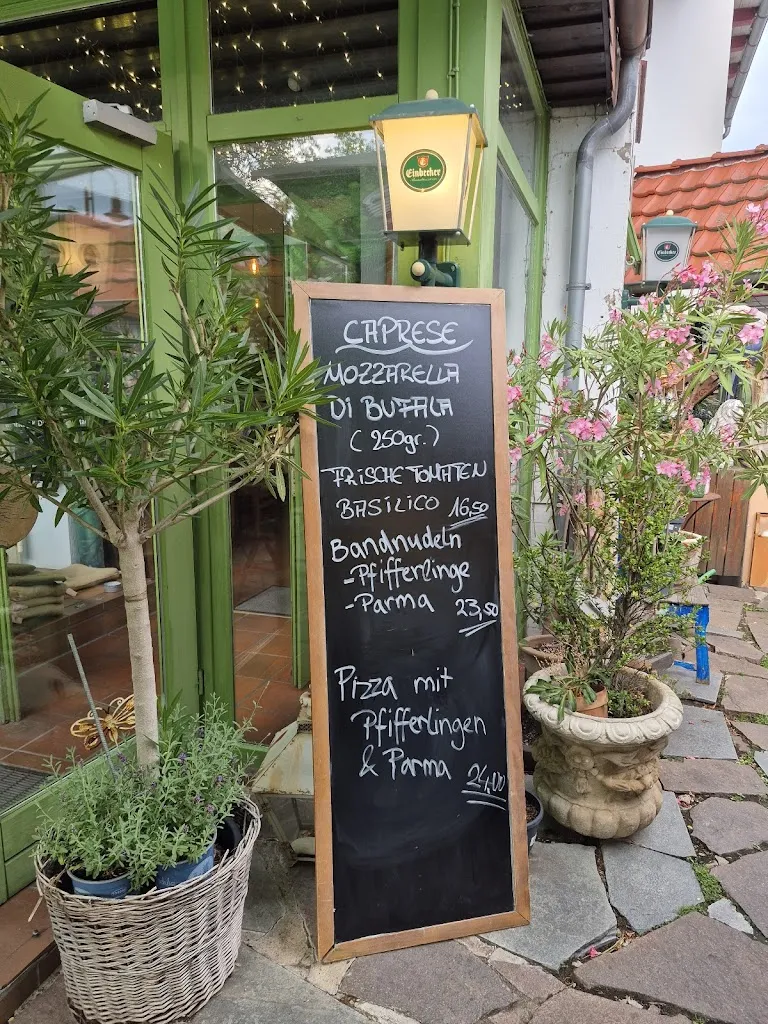 Einbecker
Einbecker
CAPRESE
MOZZARELLA
DI BUFFALA
(250gr.)
FRISCHE TOMATEN
BASILICO 16,50
Bandnudeln
-Pfifferlinge
-Parma 23,50
Pizza mit
Pfifferlingen
& Parma 24,00